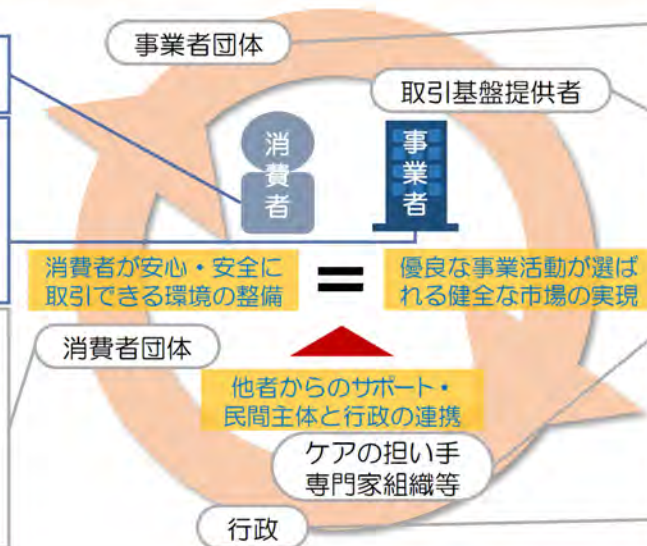 事業者団体
取引基盤提供者
消費者
事業者
消費者が安心・安全に
取引できる環境の整備
=
優良な事業活動が選ば
れる健全な市場の実現
消費者団体
他者からのサポート・
民間主体と行政の連携
ケアの担い手
専門家組織等
行政